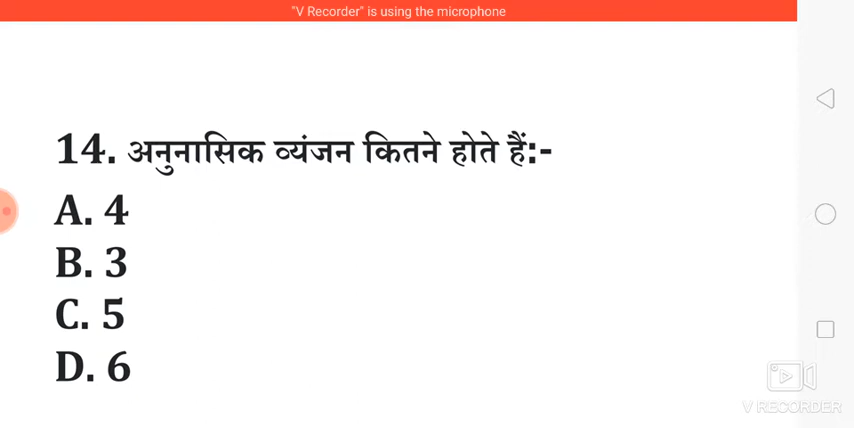 "V Recorder" is using the microphone
14. अनुनासिक व्यंजन कितने होते हैं:-
A. 4
B. 3
C. 5
D. 6
V RECORDER